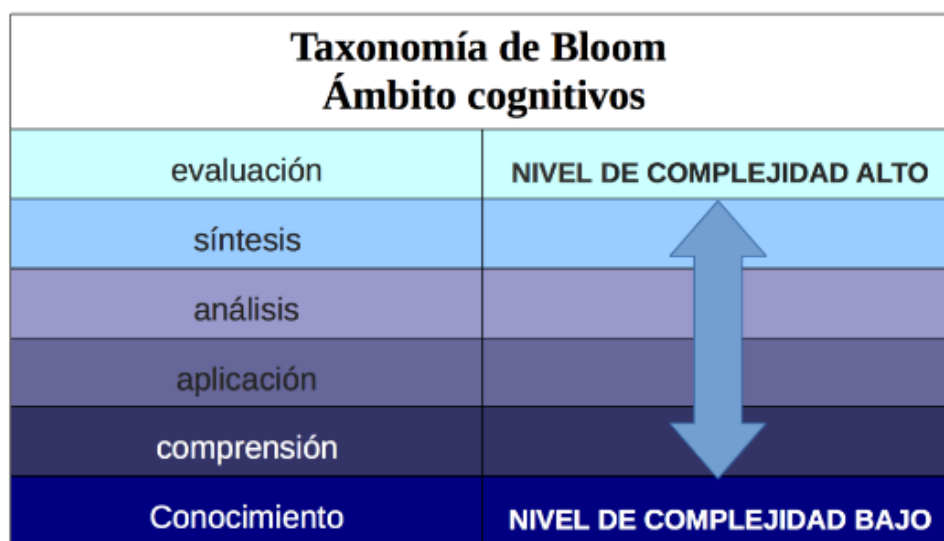 Taxonomía de Bloom
Ámbito cognitivos
evaluación
NIVEL DE COMPLEJIDAD ALTO
síntesis
análisis
aplicación
comprensión
Conocimiento
NIVEL DE COMPLEJIDAD BAJO